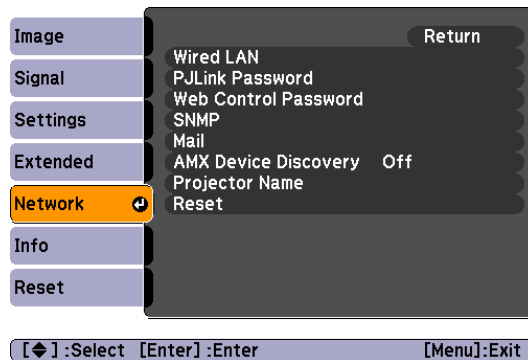 Image
Signal
Settings
Extended
Network
Info
Reset
Return
Wired LAN
PJLink Password
Web Control Password
SNMP
Mail
AMX Device Discovery Off
Projector Name
Reset
[◆] :Select [Enter] :Enter [Menu]:Exit